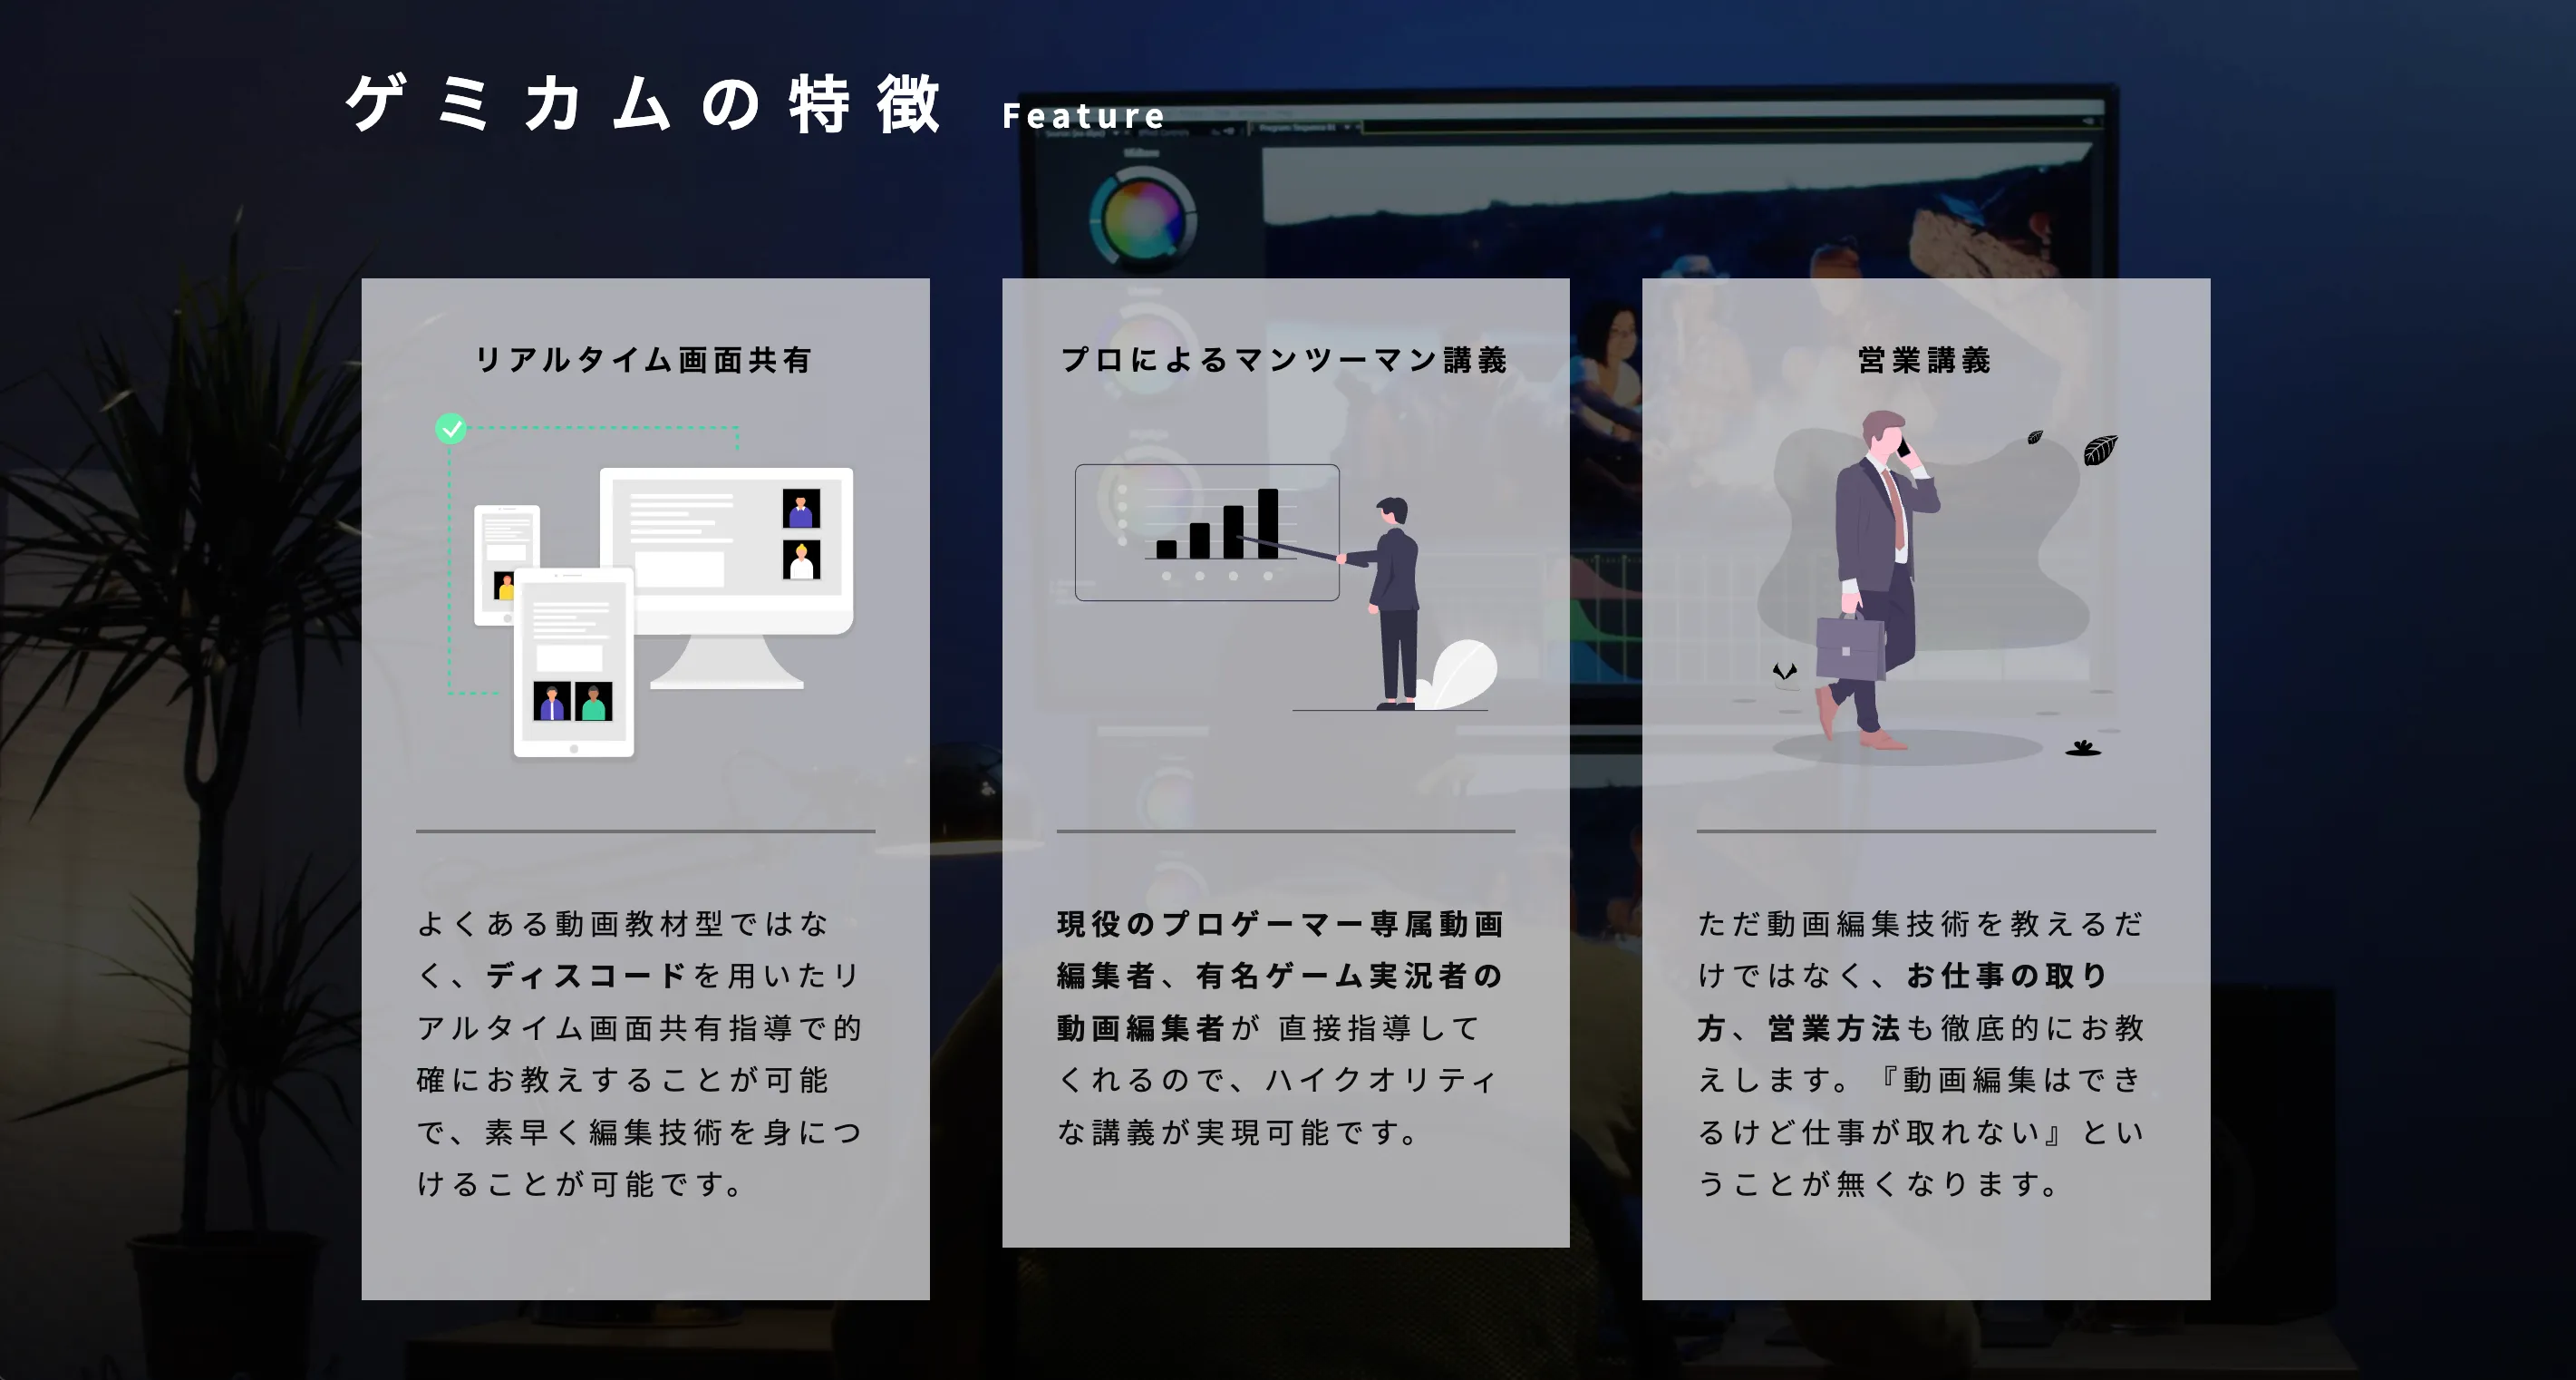 ゲミカムの特徴 Feature
リアルタイム画面共有
よくある動画教材型ではな
く、ディスコードを用いたリ
アルタイム画面共有指導で的
確にお教えすることが可能
で、素早く編集技術を身につ
けることが可能です。
プロによるマンツーマン講義
現役のプロゲーマー専属動画
編集者、有名ゲーム実況者の
動画編集者が 直接指導して
くれるので、ハイクオリティ
な講義が実現可能です。
営業講義
ただ動画編集技術を教えるだ
けではなく、お仕事の取り
方、営業方法も徹底的にお教
えします。『動画編集はでき
るけど仕事が取れない』とい
うことが無くなります。